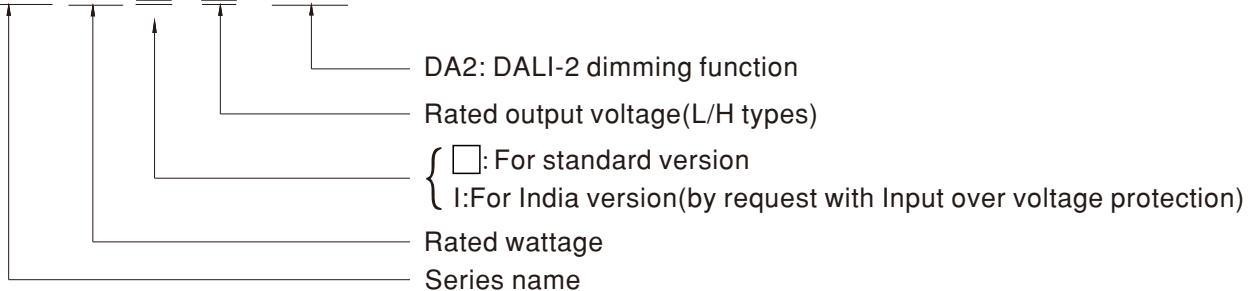 DA2: DALI-2 dimming function
Rated output voltage(L/H types)
□: For standard version
I:For India version(by request with Input over voltage protection)
Rated wattage
Series name